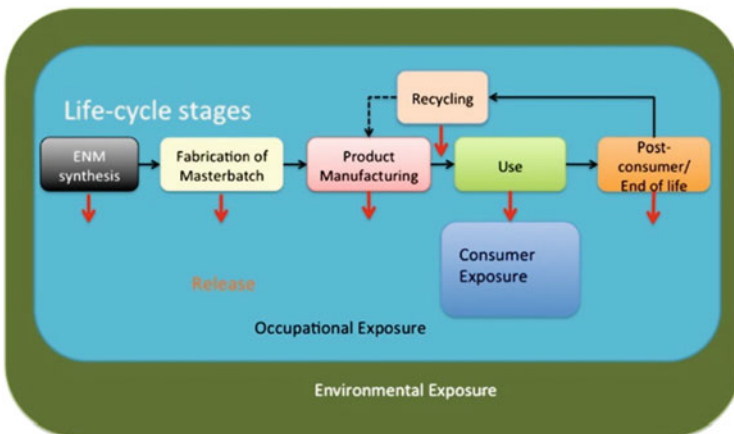 Life-cycle stages
Recycling
ENM
synthesis
Fabrication of
Masterbatch
Product
Manufacturing
Use
Post-
consumer/
End of life
Release
Consumer
Exposure
Occupational Exposure
Environmental Exposure